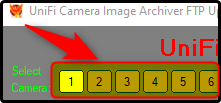 UniFi Camera Image Archiver FTP U
UniFi
Select
Camera
1 2 3 4 5 6